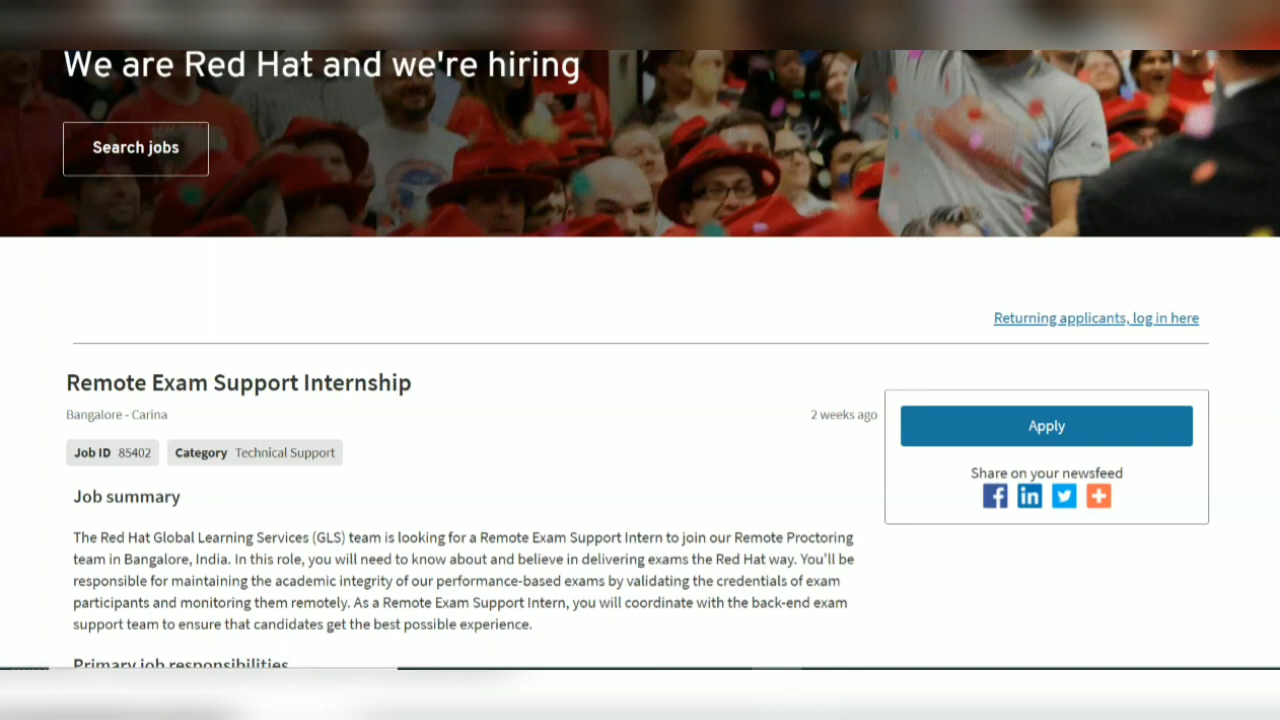 We are Red Hat and we're hiring
Search jobs
Returning applicants, log in here
Remote Exam Support Internship
Bangalore - Carina
2 weeks ago
Apply
Job ID 85402 Category Technical Support
Share on your newsfeed
Job summary
The Red Hat Global Learning Services (GLS) team is looking for a Remote Exam Support Intern to join our Remote Proctoring
team in Bangalore, India. In this role, you will need to know about and believe in delivering exams the Red Hat way. You'll be
responsible for maintaining the academic integrity of our performance-based exams by validating the credentials of exam
participants and monitoring them remotely. As a Remote Exam Support Intern, you will coordinate with the back-end exam
support team to ensure that candidates get the best possible experience.
Primary job responsibilities